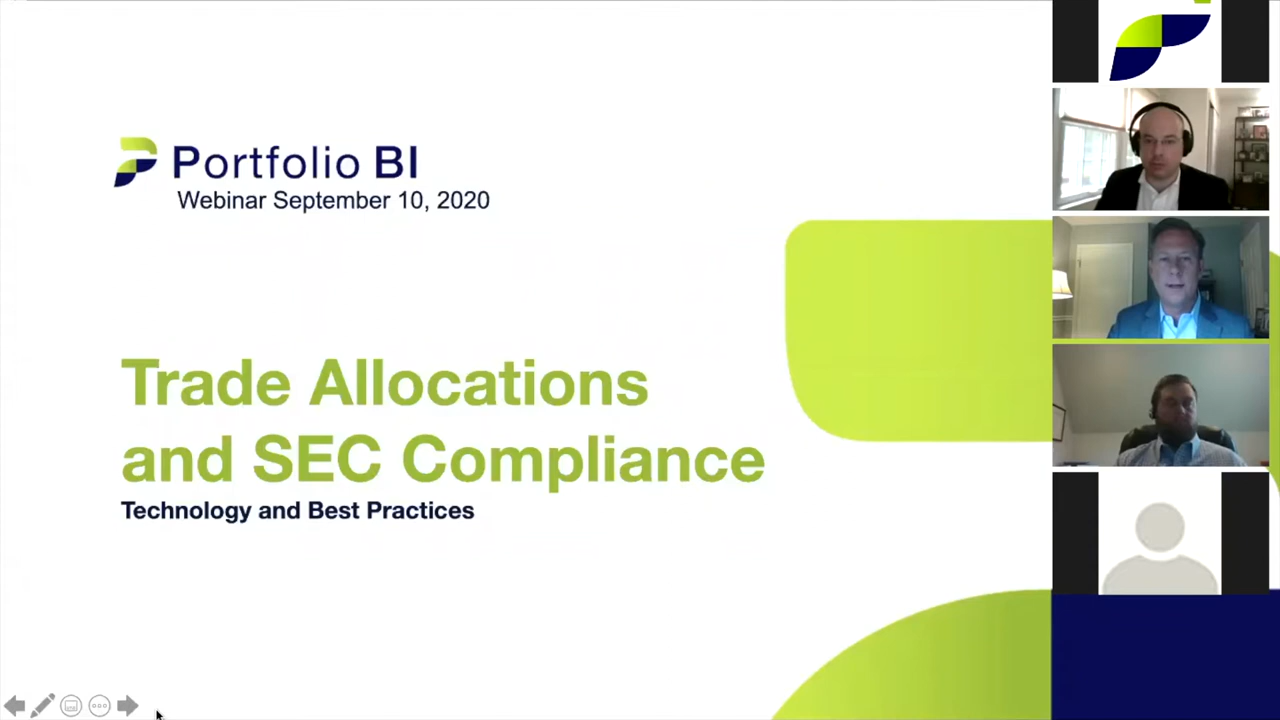 Portfolio BI
Webinar September 10, 2020
Trade Allocations
and SEC Compliance
Technology and Best Practices